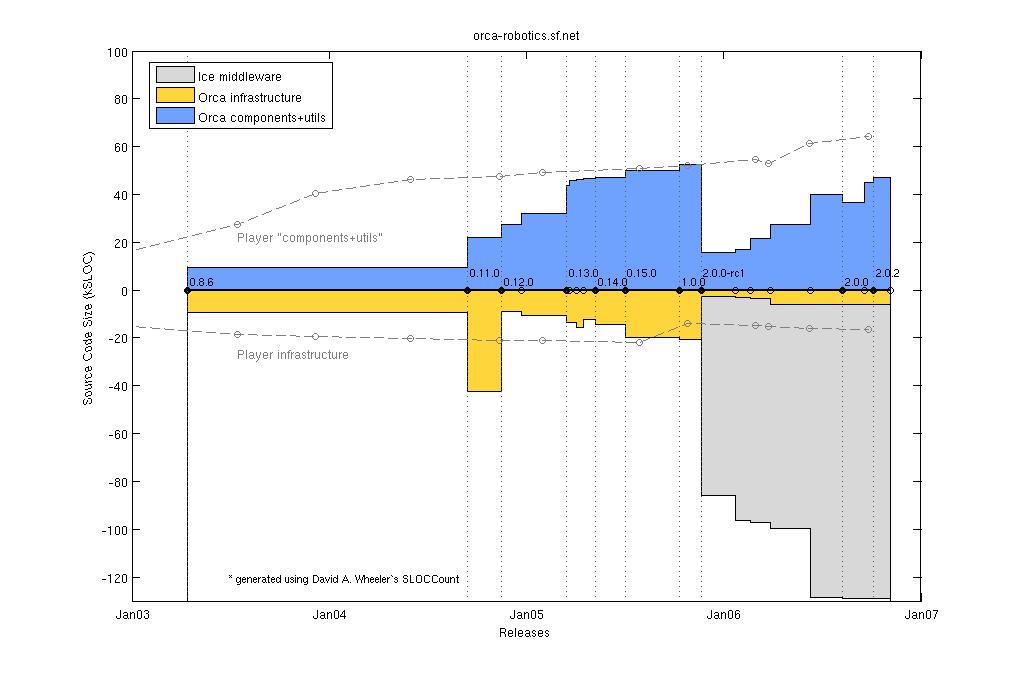 orca-robotics.sf.net
100
80
60
40
20
0
-20
-40
-60
-80
-100
-120
Source Code Size (kSLOC)
Ice middleware
Orca infrastructure
Orca components+utils
Player "components+utils"
0.8.6
0.11.0
0.12.0
0.13.0
0.14.0
0.15.0
1.0.0
2.0.0-rc1
2.0.0
2.0.2
Player infrastructure
* generated using David A. Wheeler`s SLOCCount
Jan03
Jan04
Jan05
Jan06
Jan07
Releases